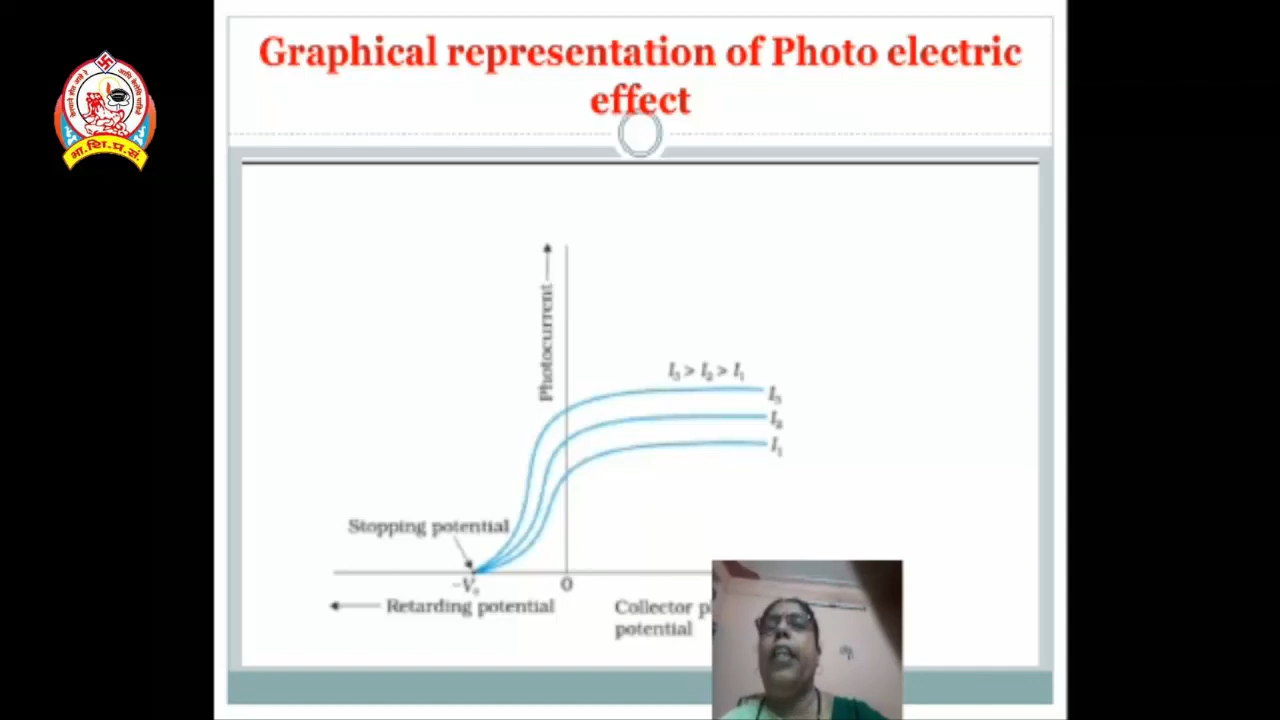 Graphical representation of Photo electric
effect
भा.शि.प्र.सं.
Photocurrent
I₃ > I₂ > I₁
I₃
I₂
I₁
Stopping potential
-V₀
0
Retarding potential
Collector
potential